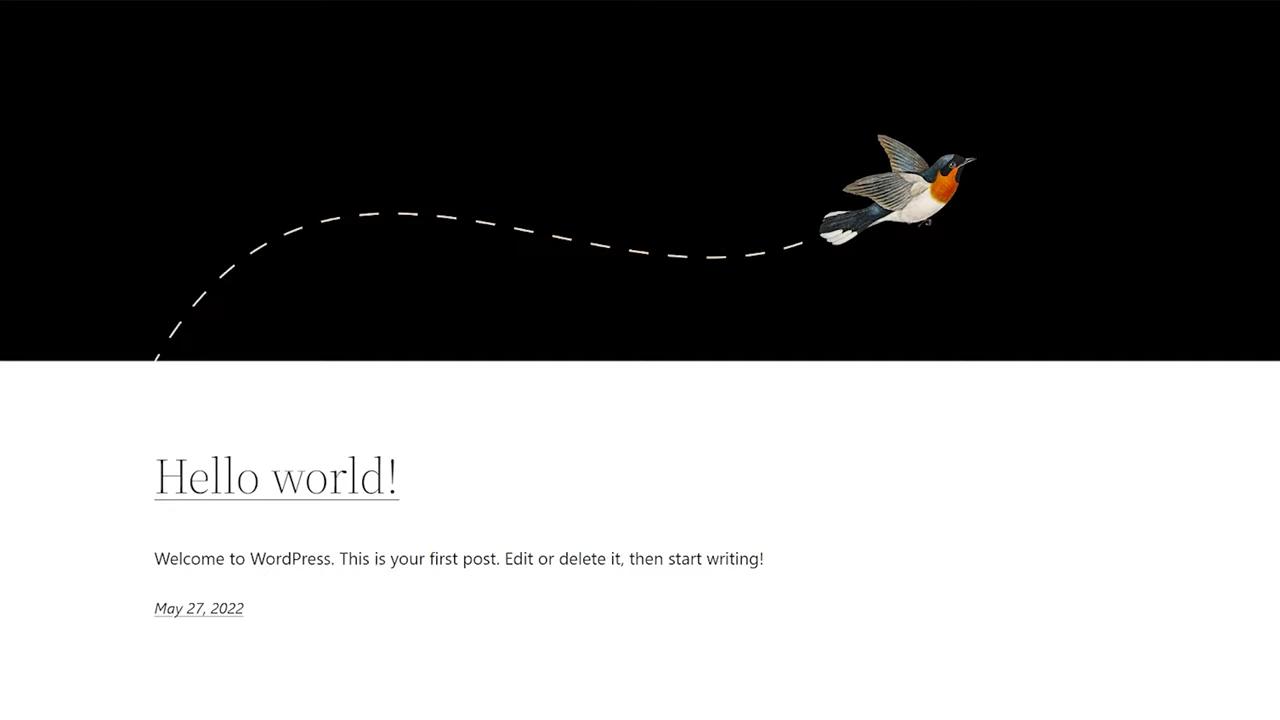 Hello world!
Welcome to WordPress. This is your first post. Edit or delete it, then start writing!
May 27, 2022